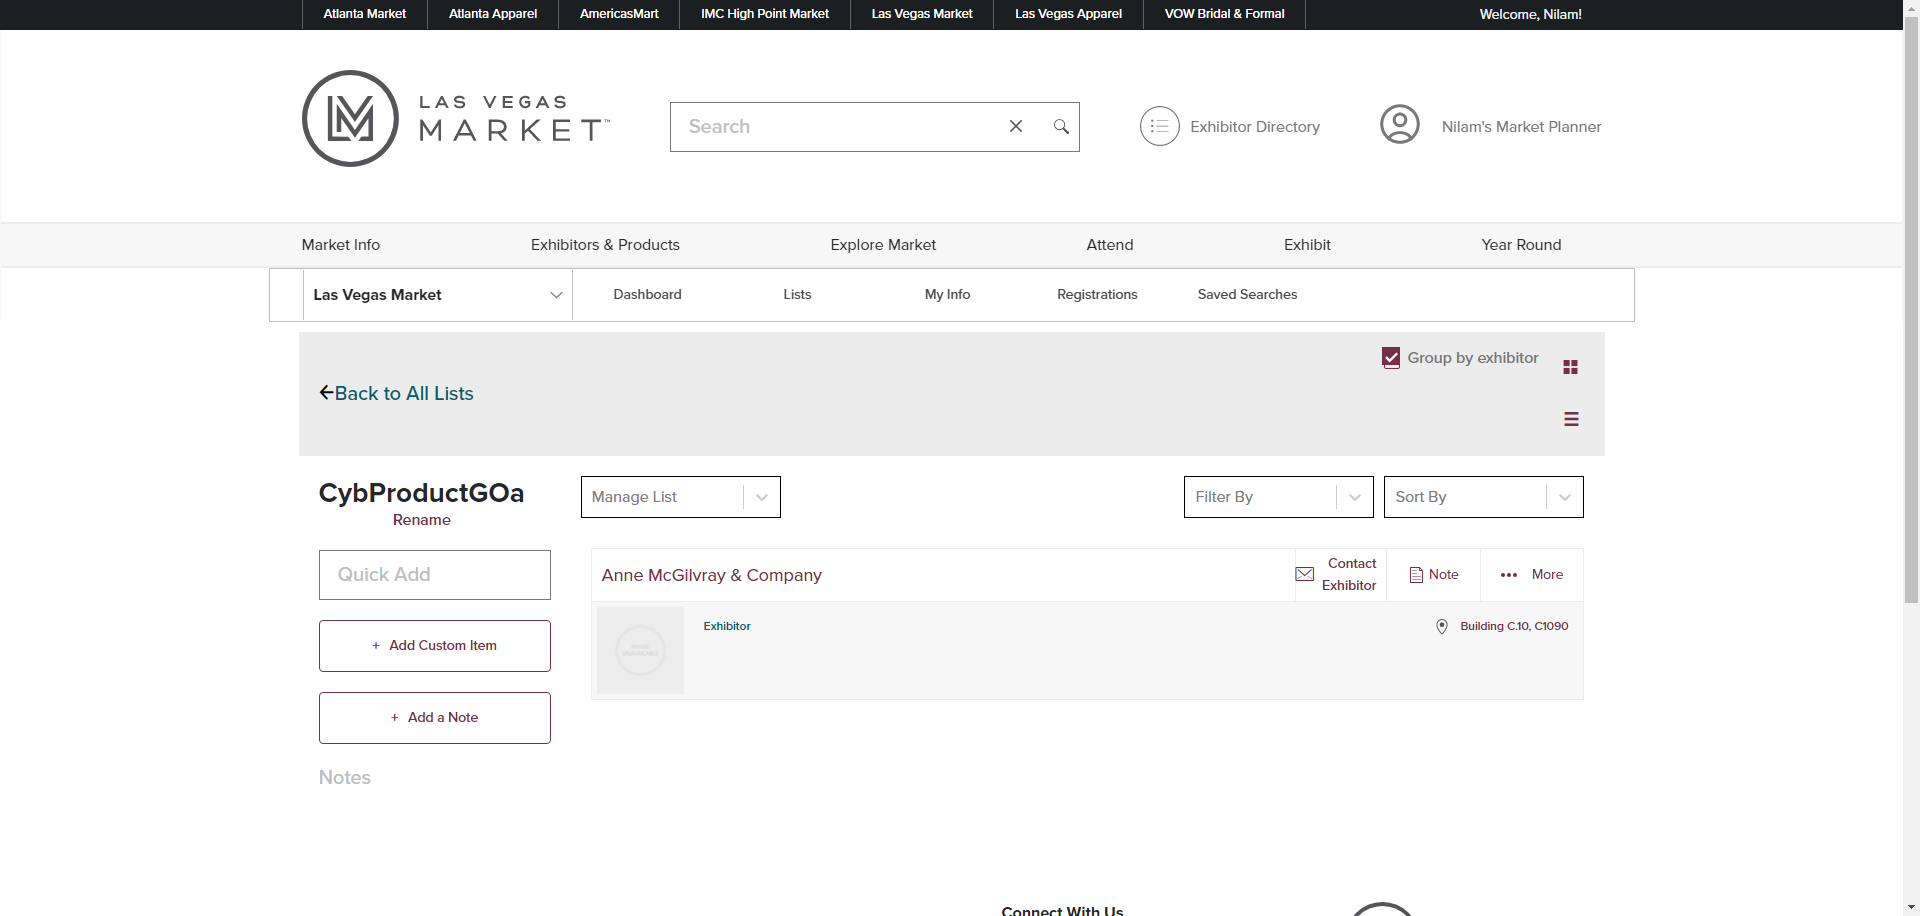 Atlanta Market Atlanta Apparel AmericasMart IMC High Point Market Las Vegas Market Las Vegas Apparel VOW Bridal & Formal Welcome, Nilam!
LAS VEGAS
MARKET™
Search
Exhibitor Directory
Nilam's Market Planner
Market Info Exhibitors & Products Explore Market Attend Exhibit Year Round
Las Vegas Market Dashboard Lists My Info Registrations Saved Searches
Group by exhibitor
Back to All Lists
CybProductGOa
Rename
Manage List
Filter By
Sort By
Quick Add
+ Add Custom Item
+ Add a Note
Notes
Anne McGilvray & Company
Contact
Exhibitor
Note
More
IMAGE
UNAVAILABLE
Exhibitor
Building C.10, C1090
Connect With Us